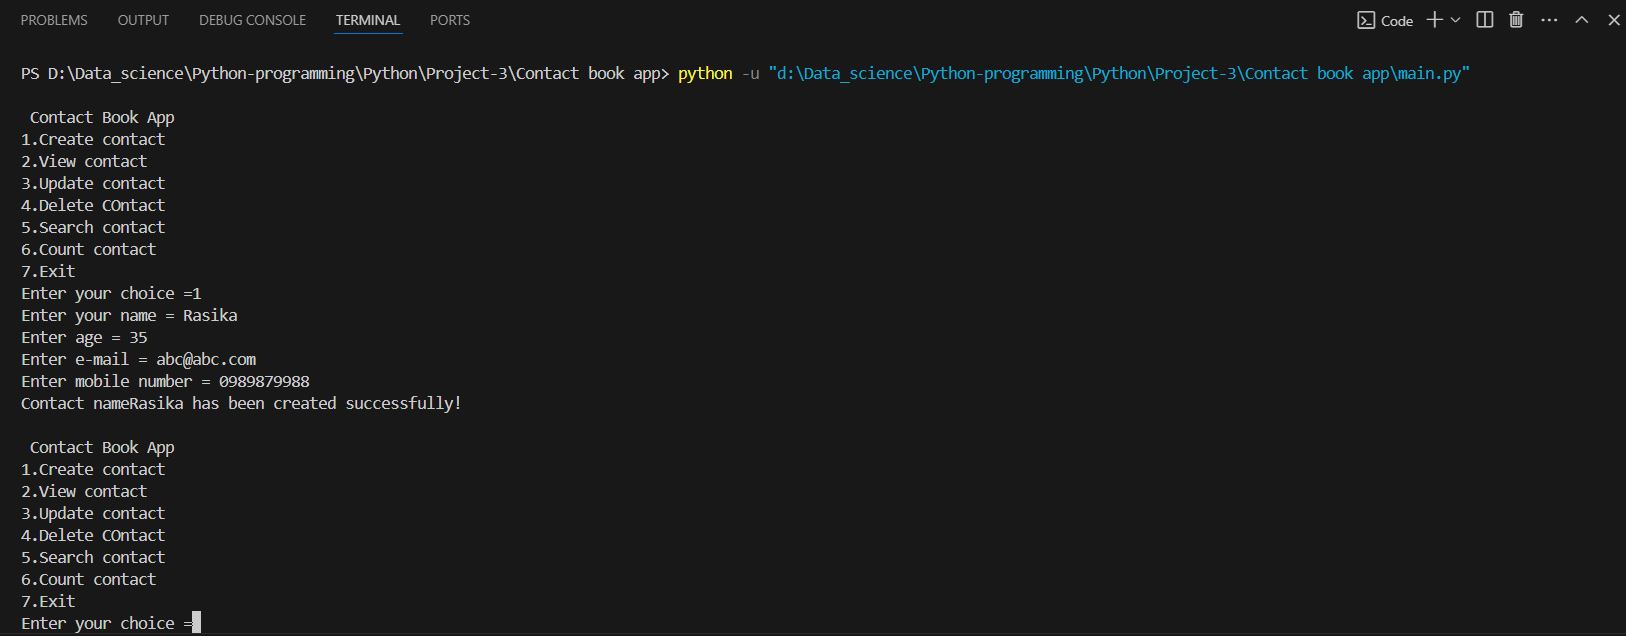 PROBLEMS OUTPUT DEBUG CONSOLE TERMINAL PORTS Code
PS D:\Data_science\Python-programming\Python\Project-3\Contact book app> python -u "d:\Data_science\Python-programming\Python\Project-3\Contact book app\main.py"
Contact Book App
1.Create contact
2.View contact
3.Update contact
4.Delete COntact
5.Search contact
6.Count contact
7.Exit
Enter your choice =1
Enter your name = Rasika
Enter age = 35
Enter e-mail = abc@abc.com
Enter mobile number = 0989879988
Contact nameRasika has been created successfully!
Contact Book App
1.Create contact
2.View contact
3.Update contact
4.Delete COntact
5.Search contact
6.Count contact
7.Exit
Enter your choice =